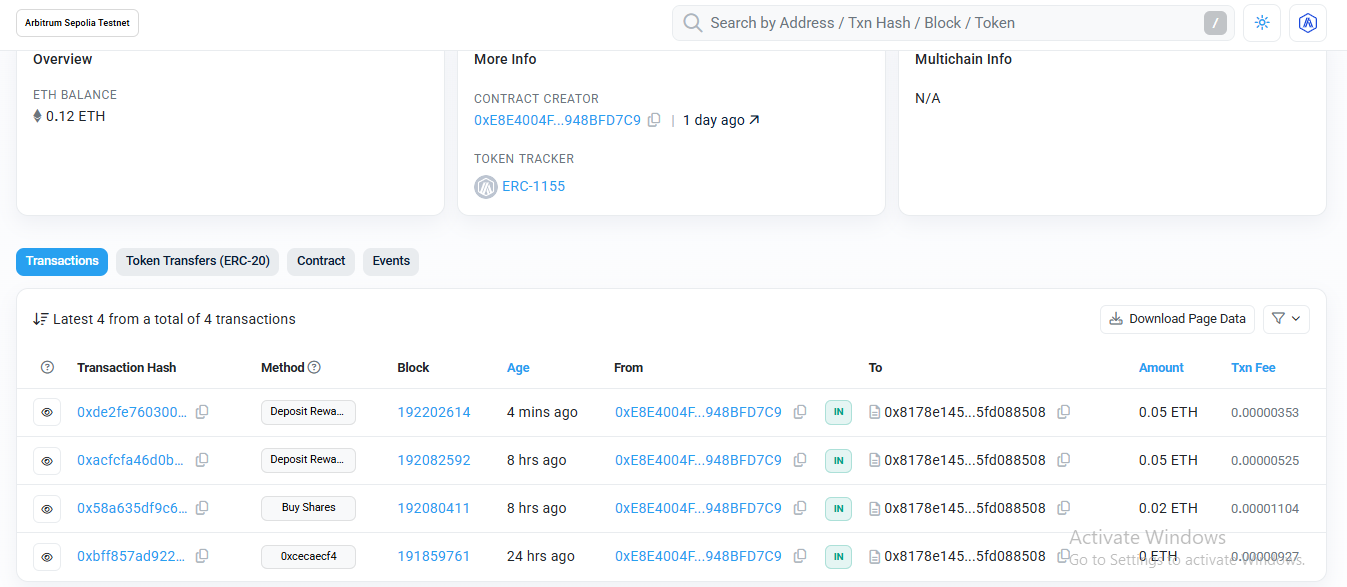 Arbitrum Sepolia Testnet
Search by Address / Txn Hash / Block / Token
/
Overview
ETH BALANCE
0.12 ETH
More Info
CONTRACT CREATOR
0xE8E4004F...948BFD7C9 | 1 day ago
TOKEN TRACKER
ERC-1155
Multichain Info
N/A
Transactions Token Transfers (ERC-20) Contract Events
Latest 4 from a total of 4 transactions
Download Page Data
Transaction Hash Method Block Age From To Amount Txn Fee
0xde2fe760300... Deposit Rewa... 192202614 4 mins ago 0xE8E4004F...948BFD7C9 IN 0x8178e145...5fd088508 0.05 ETH 0.00000353
0xacfcfa46d0b... Deposit Rewa... 192082592 8 hrs ago 0xE8E4004F...948BFD7C9 IN 0x8178e145...5fd088508 0.05 ETH 0.00000525
0x58a635df9c6... Buy Shares 192080411 8 hrs ago 0xE8E4004F...948BFD7C9 IN 0x8178e145...5fd088508 0.02 ETH 0.00001104
0xbff857ad922... 0xcecaecf4 191859761 24 hrs ago 0xE8E4004F...948BFD7C9 IN 0x8178e145...5fd088508 0 ETH 0.00000927
Activate Windows
Go to Settings to activate Windows.